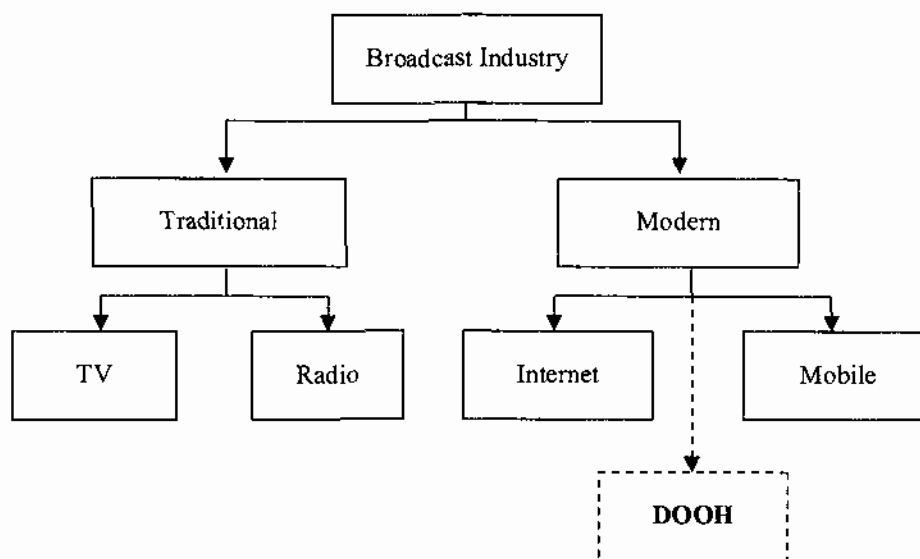 Broadcast Industry
Traditional
Modern
TV
Radio
Internet
Mobile
DOOH